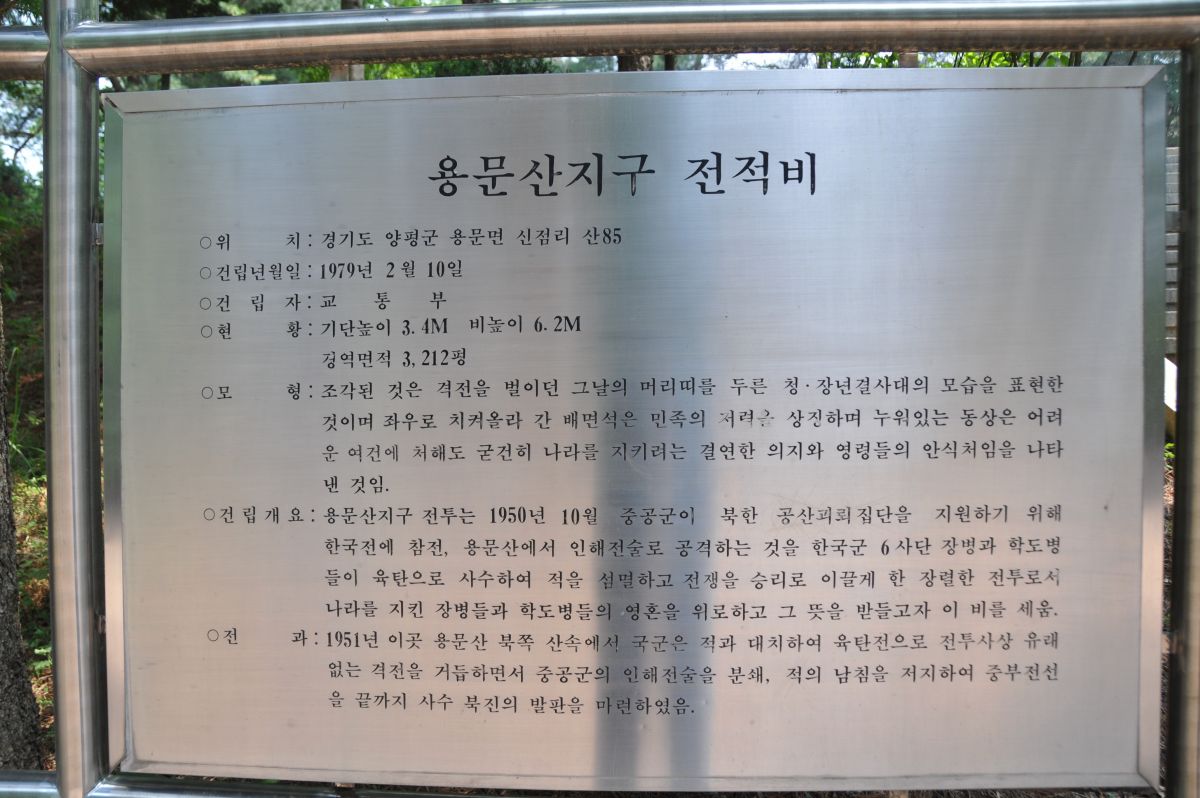 용문산지구 전적비
○위 치: 경기도 양평군 용문면 신점리 산85
○건립년월일: 1979년 2월 10일
○건 립 자: 교 통 부
○현 황: 기단높이 3.4M 비높이 6.2M
경역면적 3,212평
○모 형: 조각된 것은 격전을 벌이던 그날의 머리띠를 두른 청·장년결사대의 모습을 표현한
것이며 좌우로 치켜올라 간 배면석은 민족의 저력을 상징하며 누워있는 동상은 어려
운 여건에 처해도 굳건히 나라를 지키려는 결연한 의지와 영령들의 안식처임을 나타
낸 것임.
○건립개요: 용문산지구 전투는 1950년 10월 중공군이 북한 공산괴뢰집단을 지원하기 위해
한국전에 참전, 용문산에서 인해전술로 공격하는 것을 한국군 6사단 장병과 학도병
들이 육탄으로 사수하여 적을 섬멸하고 전쟁을 승리로 이끌게 한 장렬한 전투로서
나라를 지킨 장병들과 학도병들의 영혼을 위로하고 그 뜻을 받들고자 이 비를 세움.
○전 과: 1951년 이곳 용문산 북쪽 산속에서 국군은 적과 대치하여 육탄전으로 전투사상 유래
없는 격전을 거듭하면서 중공군의 인해전술을 분쇄, 적의 남침을 저지하여 중부전선
을 끝까지 사수 북진의 발판을 마련하였음.